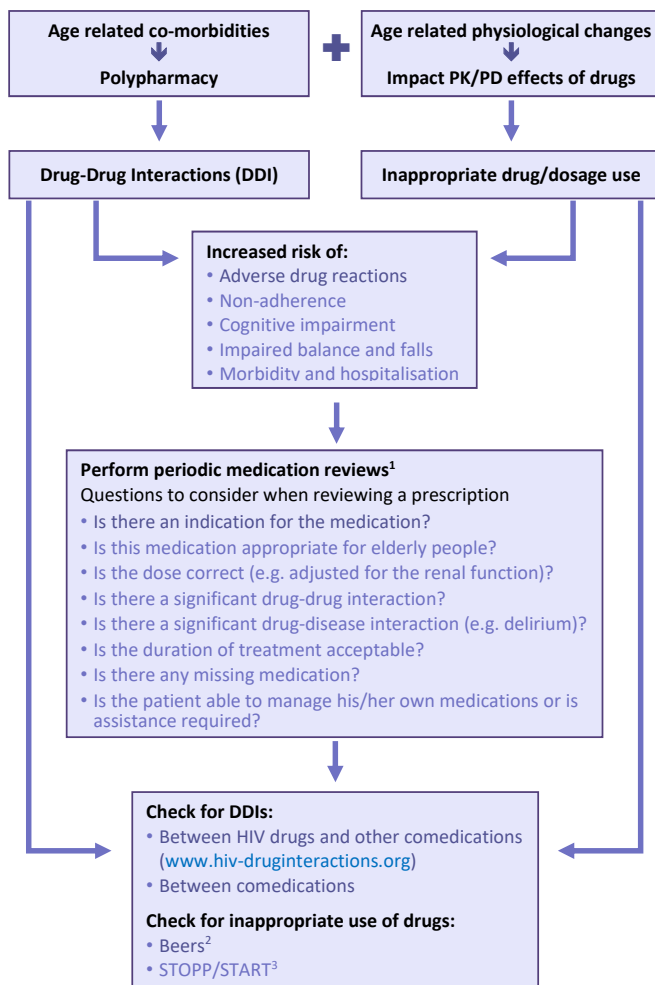 Age related co-morbidities
Polypharmacy
Age related physiological changes
Impact PK/PD effects of drugs
Drug-Drug Interactions (DDI)
Inappropriate drug/dosage use
Increased risk of:
• Adverse drug reactions
• Non-adherence
• Cognitive impairment
• Impaired balance and falls
• Morbidity and hospitalisation
Perform periodic medication reviews¹
Questions to consider when reviewing a prescription
• Is there an indication for the medication?
• Is this medication appropriate for elderly people?
• Is the dose correct (e.g. adjusted for the renal function)?
• Is there a significant drug-drug interaction?
• Is there a significant drug-disease interaction (e.g. delirium)?
• Is the duration of treatment acceptable?
• Is there any missing medication?
• Is the patient able to manage his/her own medications or is
assistance required?
Check for DDIs:
• Between HIV drugs and other comedications
(www.hiv-druginteractions.org)
• Between comedications
Check for inappropriate use of drugs:
• Beers²
• STOPP/START³